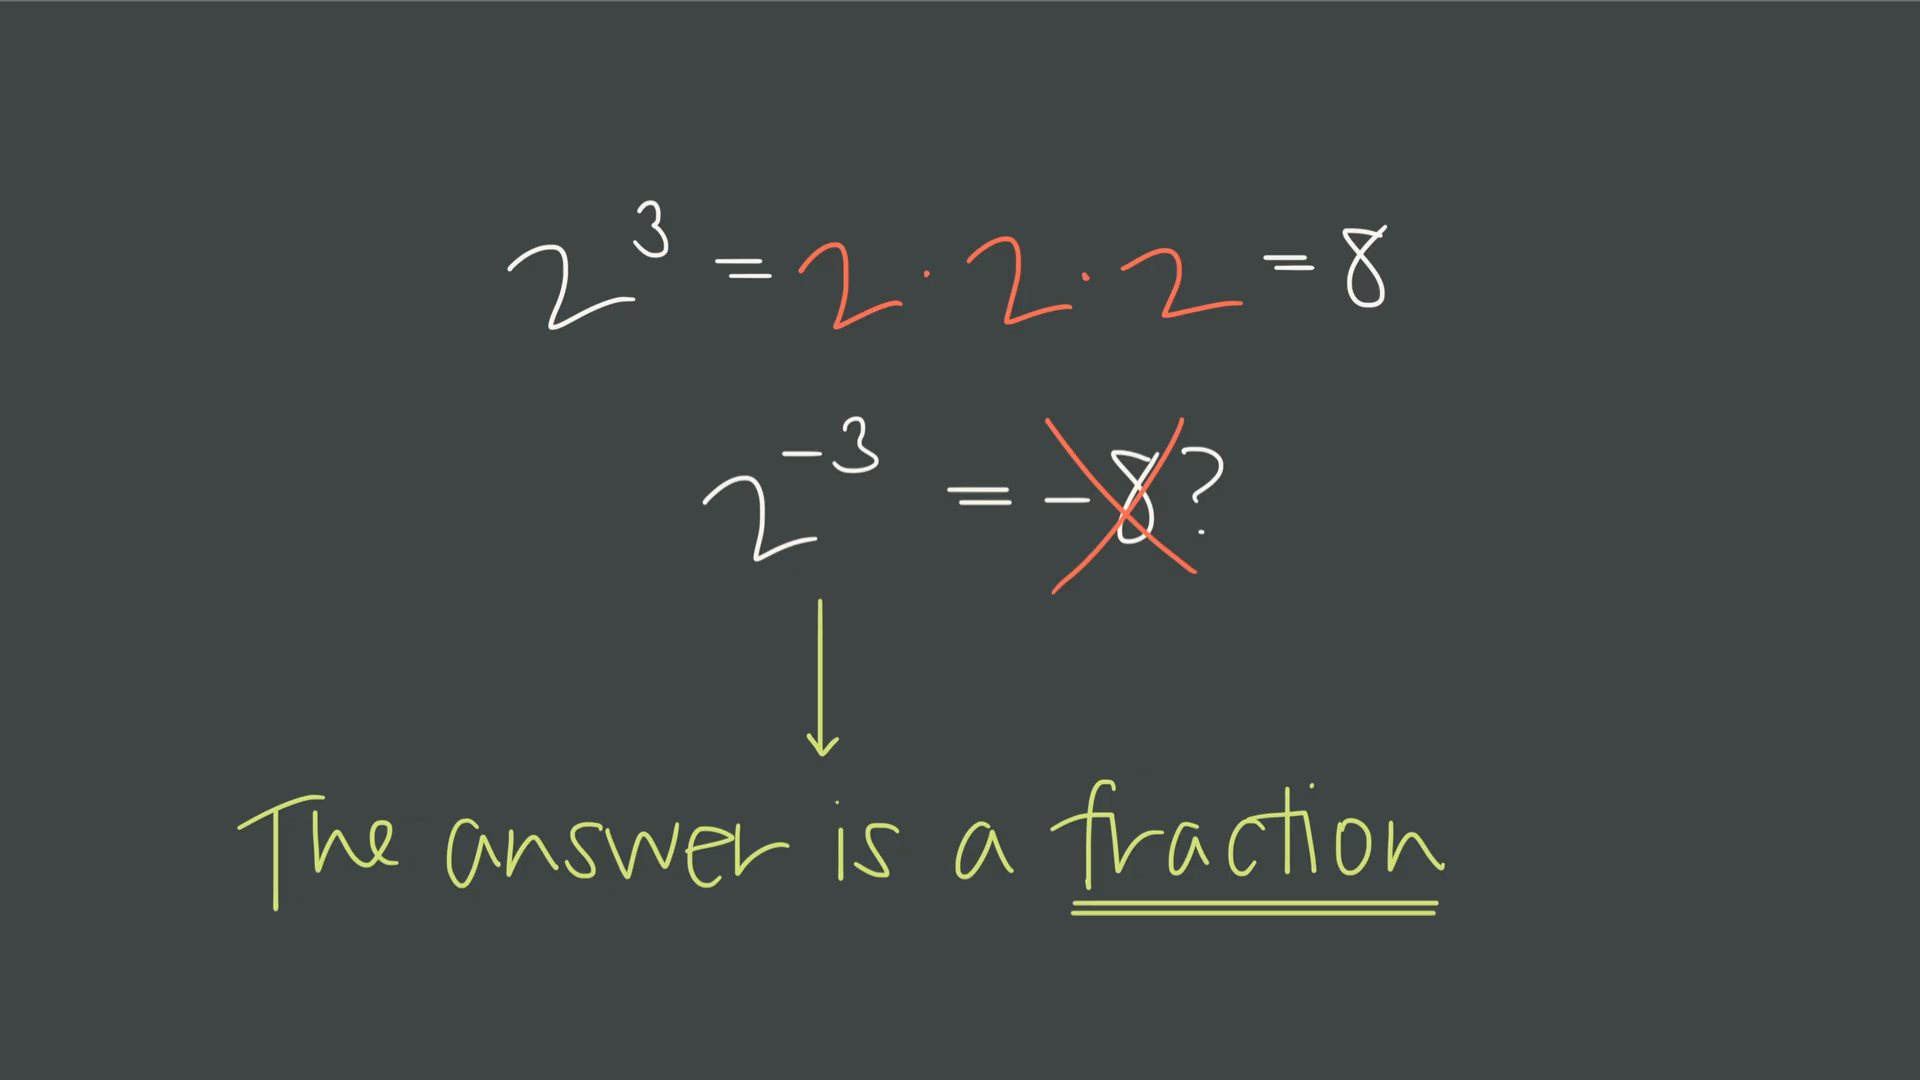 2³ = 2 · 2 · 2 = 8
2⁻³ = -8?
The answer is a fraction